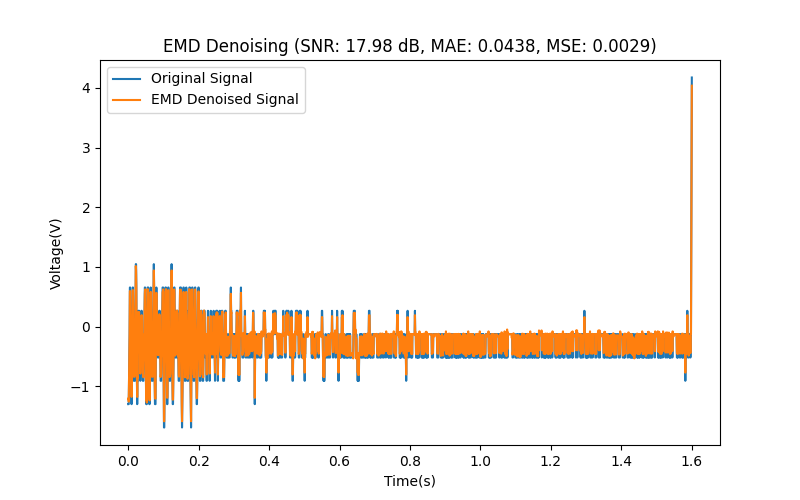 EMD Denoising (SNR: 17.98 dB, MAE: 0.0438, MSE: 0.0029)
Original Signal
EMD Denoised Signal
Voltage(V)
4
3
2
1
0
−1
0.0 0.2 0.4 0.6 0.8 1.0 1.2 1.4 1.6
Time(s)